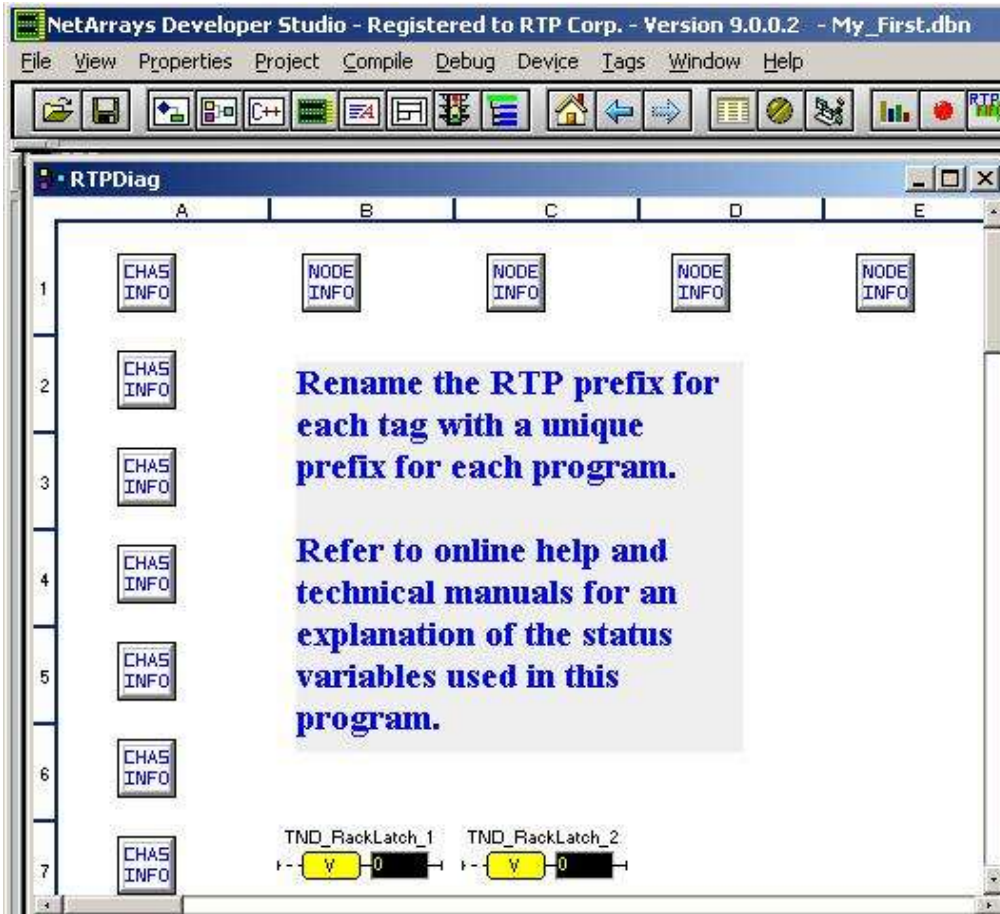 NetArrays Developer Studio - Registered to RTP Corp. - Version 9.0.0.2 - My_First.dbn
File View Properties Project Compile Debug Device Tags Window Help
C++ A RTP
RTPDiag
A B C D E
1
CHAS
INFO
NODE
INFO
NODE
INFO
NODE
INFO
NODE
INFO
2
CHAS
INFO
Rename the RTP prefix for
each tag with a unique
prefix for each program.
3
CHAS
INFO
Refer to online help and
technical manuals for an
explanation of the status
variables used in this
program.
4
CHAS
INFO
5
CHAS
INFO
6
CHAS
INFO
TND_RackLatch_1 TND_RackLatch_2
7
CHAS
INFO
V 0 V 0